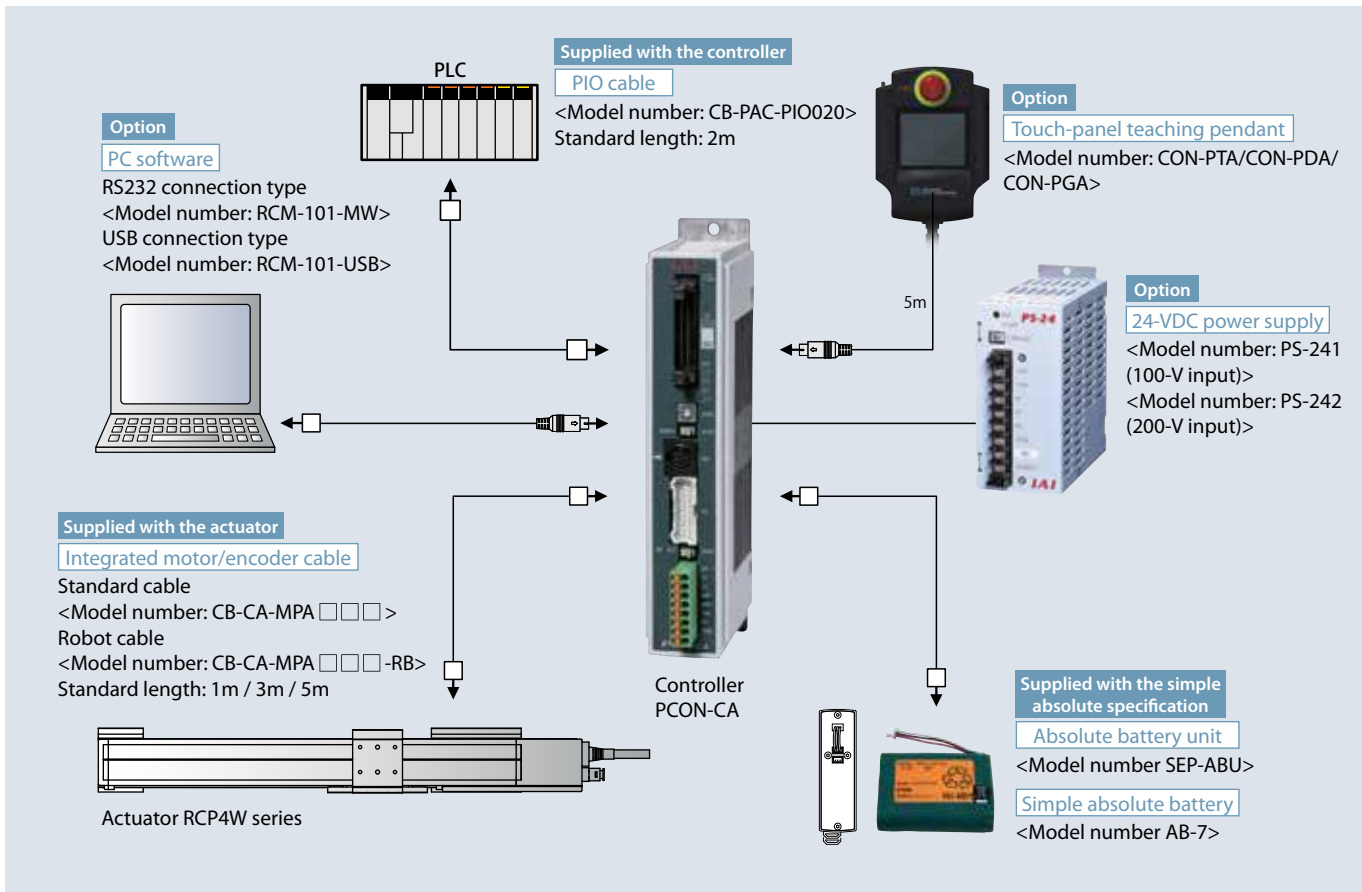 PLC
Supplied with the controller
PIO cable
<Model number: CB-PAC-PIO020>
Standard length: 2m
Option
PC software
RS232 connection type
<Model number: RCM-101-MW>
USB connection type
<Model number: RCM-101-USB>
Option
Touch-panel teaching pendant
<Model number: CON-PTA/CON-PDA/
CON-PGA>
5m
Option
24-VDC power supply
<Model number: PS-241
(100-V input)>
<Model number: PS-242
(200-V input)>
PS-24
IAI
Supplied with the actuator
Integrated motor/encoder cable
Standard cable
<Model number: CB-CA-MPA □□□>
Robot cable
<Model number: CB-CA-MPA □□□-RB>
Standard length: 1m / 3m / 5m
Actuator RCP4W series
Controller
PCON-CA
Supplied with the simple
absolute specification
Absolute battery unit
<Model number SEP-ABU>
Simple absolute battery
<Model number AB-7>